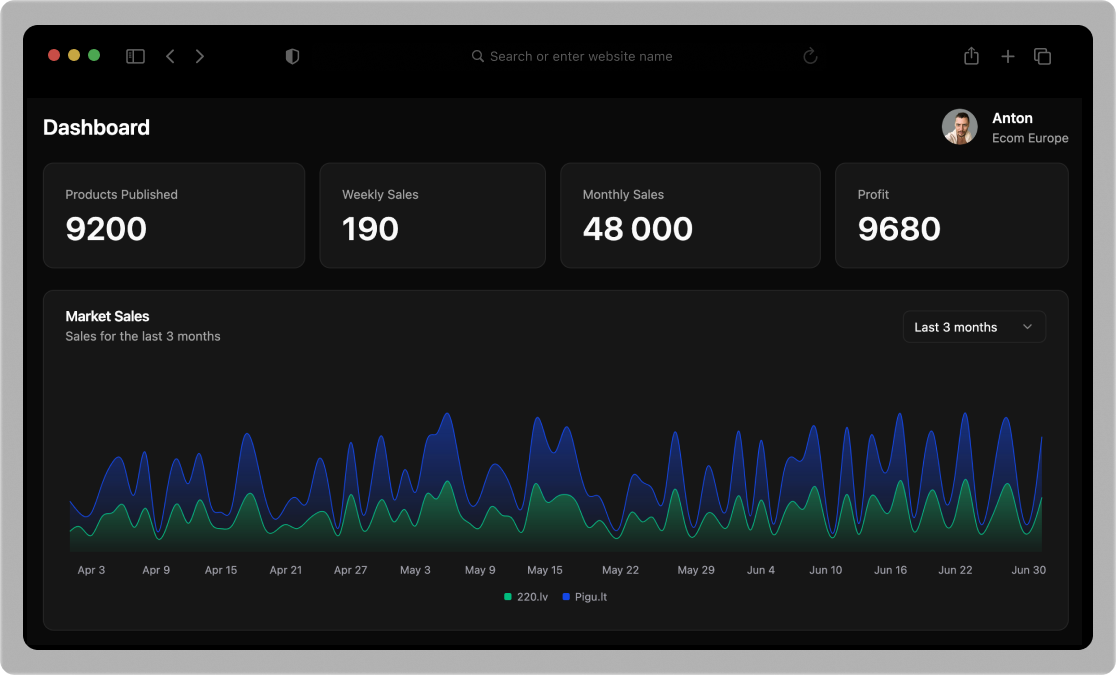 Search or enter website name
Dashboard
Anton
Ecom Europe
Products Published
9200
Weekly Sales
190
Monthly Sales
48 000
Profit
9680
Market Sales
Sales for the last 3 months
Last 3 months
Apr 3 Apr 9 Apr 15 Apr 21 Apr 27 May 3 May 9 May 15 May 22 May 29 Jun 4 Jun 10 Jun 16 Jun 22 Jun 30
220.lv Pigu.lt